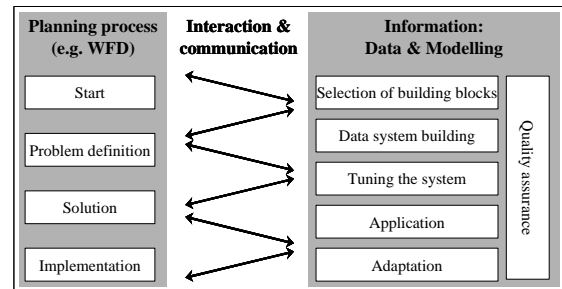 Planning process
(e.g. WFD)
Start
Problem definition
Solution
Implementation
Interaction &
communication
Information:
Data & Modelling
Selection of building blocks
Data system building
Tuning the system
Application
Adaptation
Quality assurance